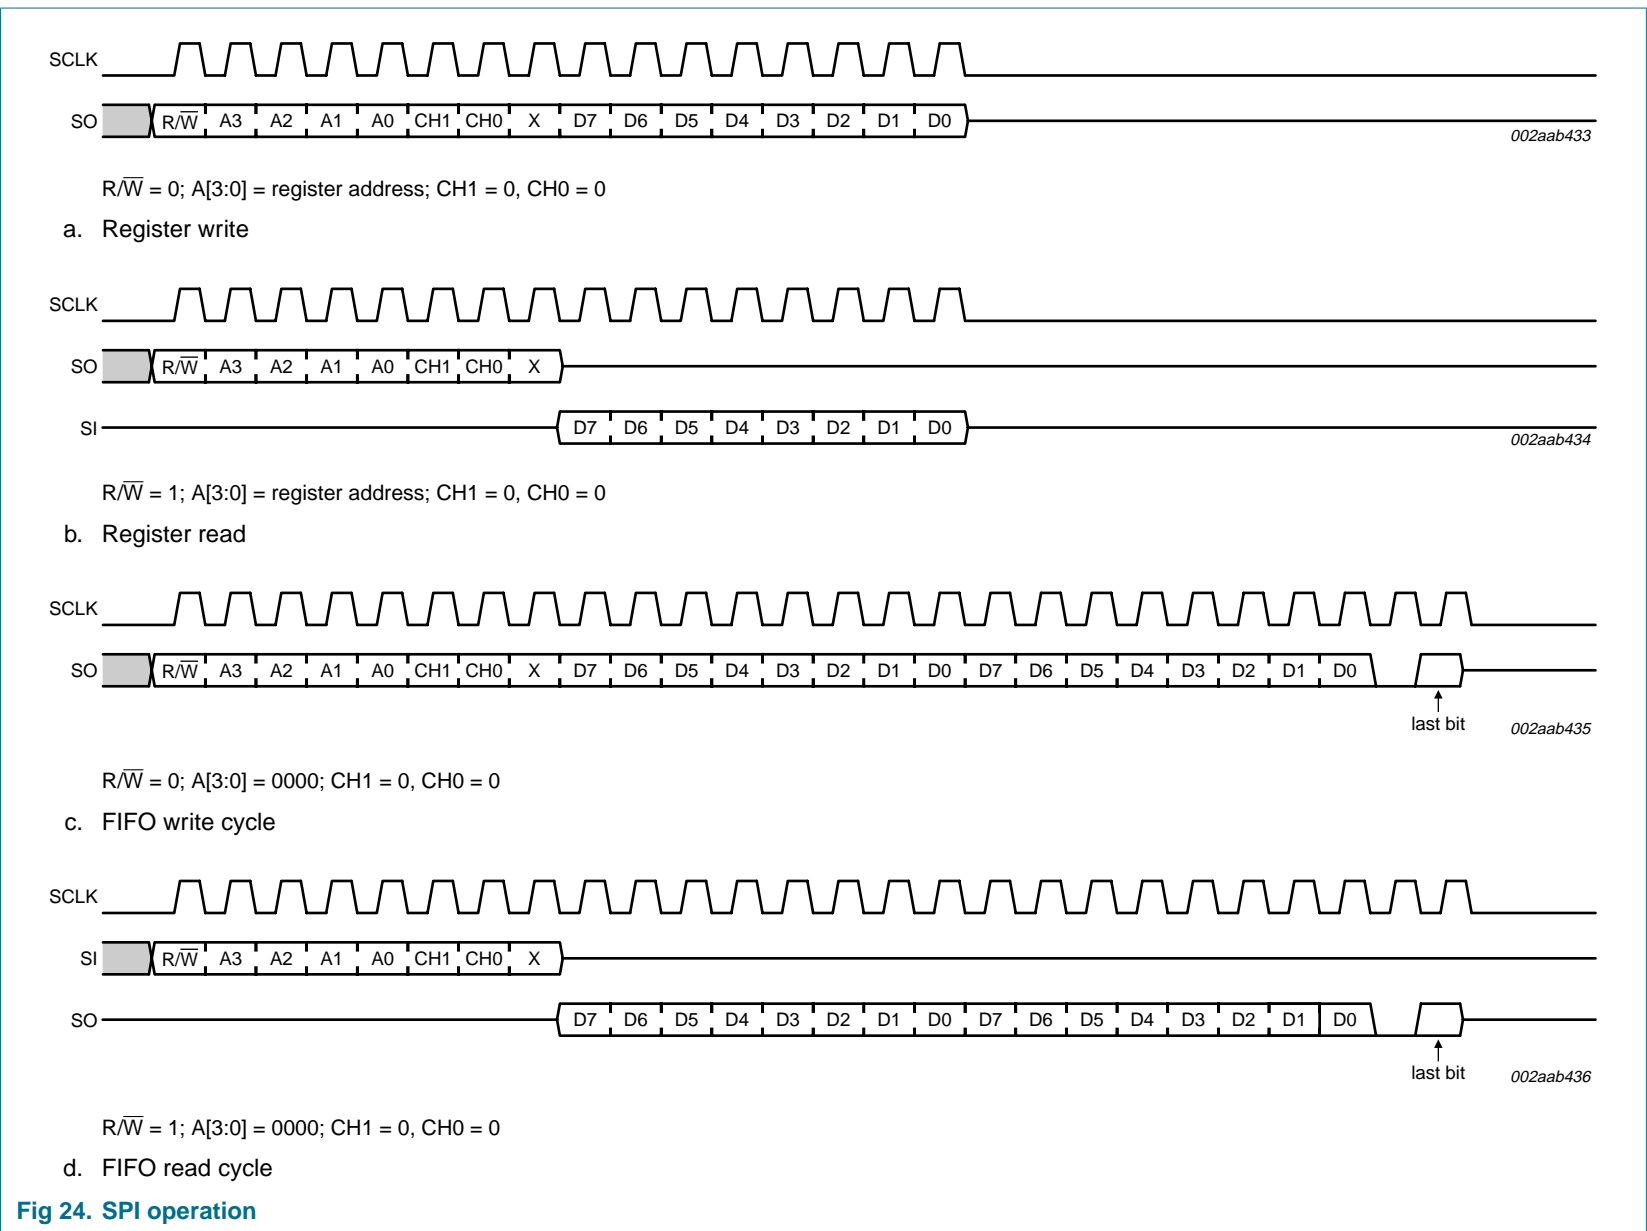 SCLK
SO R/W̅ A3 A2 A1 A0 CH1 CH0 X D7 D6 D5 D4 D3 D2 D1 D0
002aab433
R/W̅ = 0; A[3:0] = register address; CH1 = 0, CH0 = 0
a. Register write
SCLK
SO R/W̅ A3 A2 A1 A0 CH1 CH0 X
SI D7 D6 D5 D4 D3 D2 D1 D0
002aab434
R/W̅ = 1; A[3:0] = register address; CH1 = 0, CH0 = 0
b. Register read
SCLK
SO R/W̅ A3 A2 A1 A0 CH1 CH0 X D7 D6 D5 D4 D3 D2 D1 D0 D7 D6 D5 D4 D3 D2 D1 D0
last bit 002aab435
R/W̅ = 0; A[3:0] = 0000; CH1 = 0, CH0 = 0
c. FIFO write cycle
SCLK
SI R/W̅ A3 A2 A1 A0 CH1 CH0 X
SO D7 D6 D5 D4 D3 D2 D1 D0 D7 D6 D5 D4 D3 D2 D1 D0
last bit 002aab436
R/W̅ = 1; A[3:0] = 0000; CH1 = 0, CH0 = 0
d. FIFO read cycle
Fig 24. SPI operation